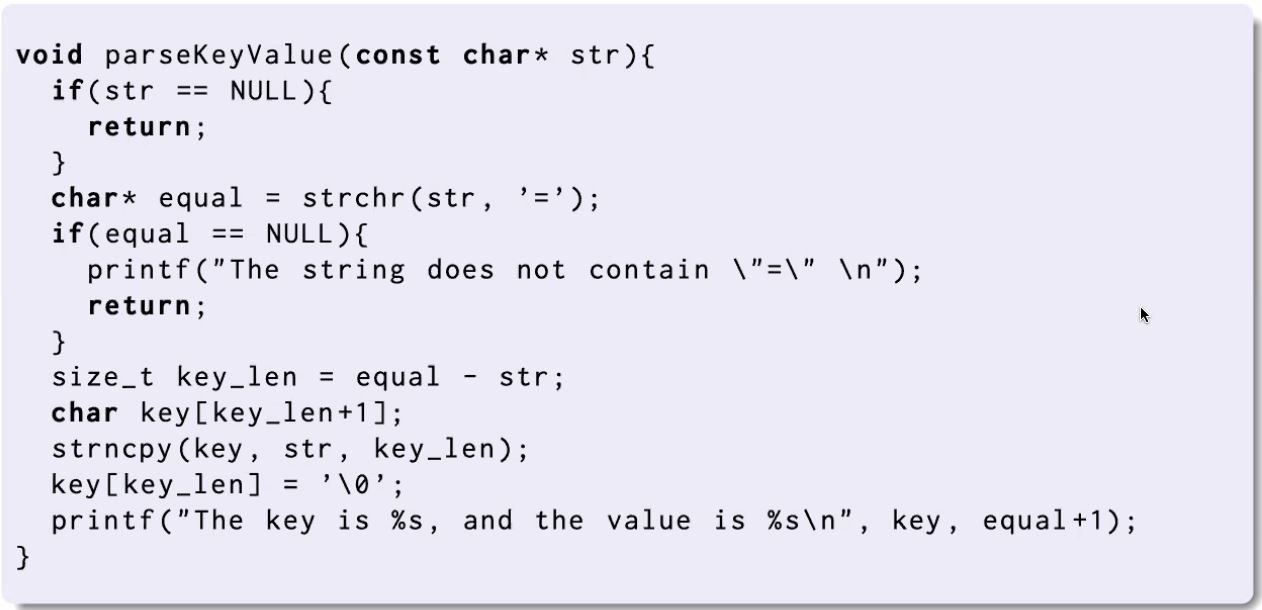 void parseKeyValue(const char* str){
  if(str == NULL){
    return;
  }
  char* equal = strchr(str, ’=’);
  if(equal == NULL){
    printf("The string does not contain \"=\" \n");
    return;
  }
  size_t key_len = equal - str;
  char key[key_len+1];
  strncpy(key, str, key_len);
  key[key_len] = ’\0’;
  printf("The key is %s, and the value is %s\n", key, equal+1);
}